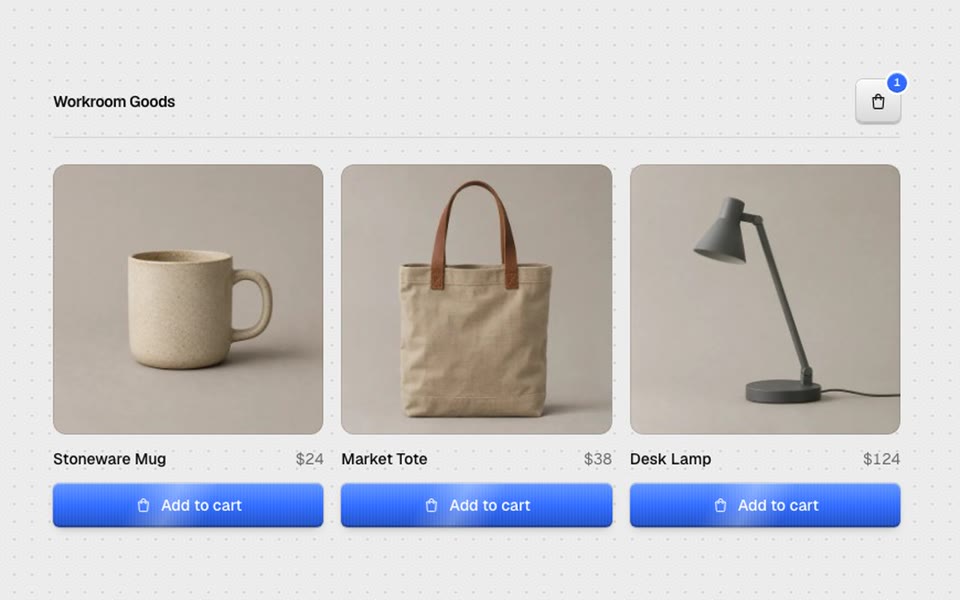 Workroom Goods
1
Stoneware Mug $24
Market Tote $38
Desk Lamp $124
Add to cart
Add to cart
Add to cart